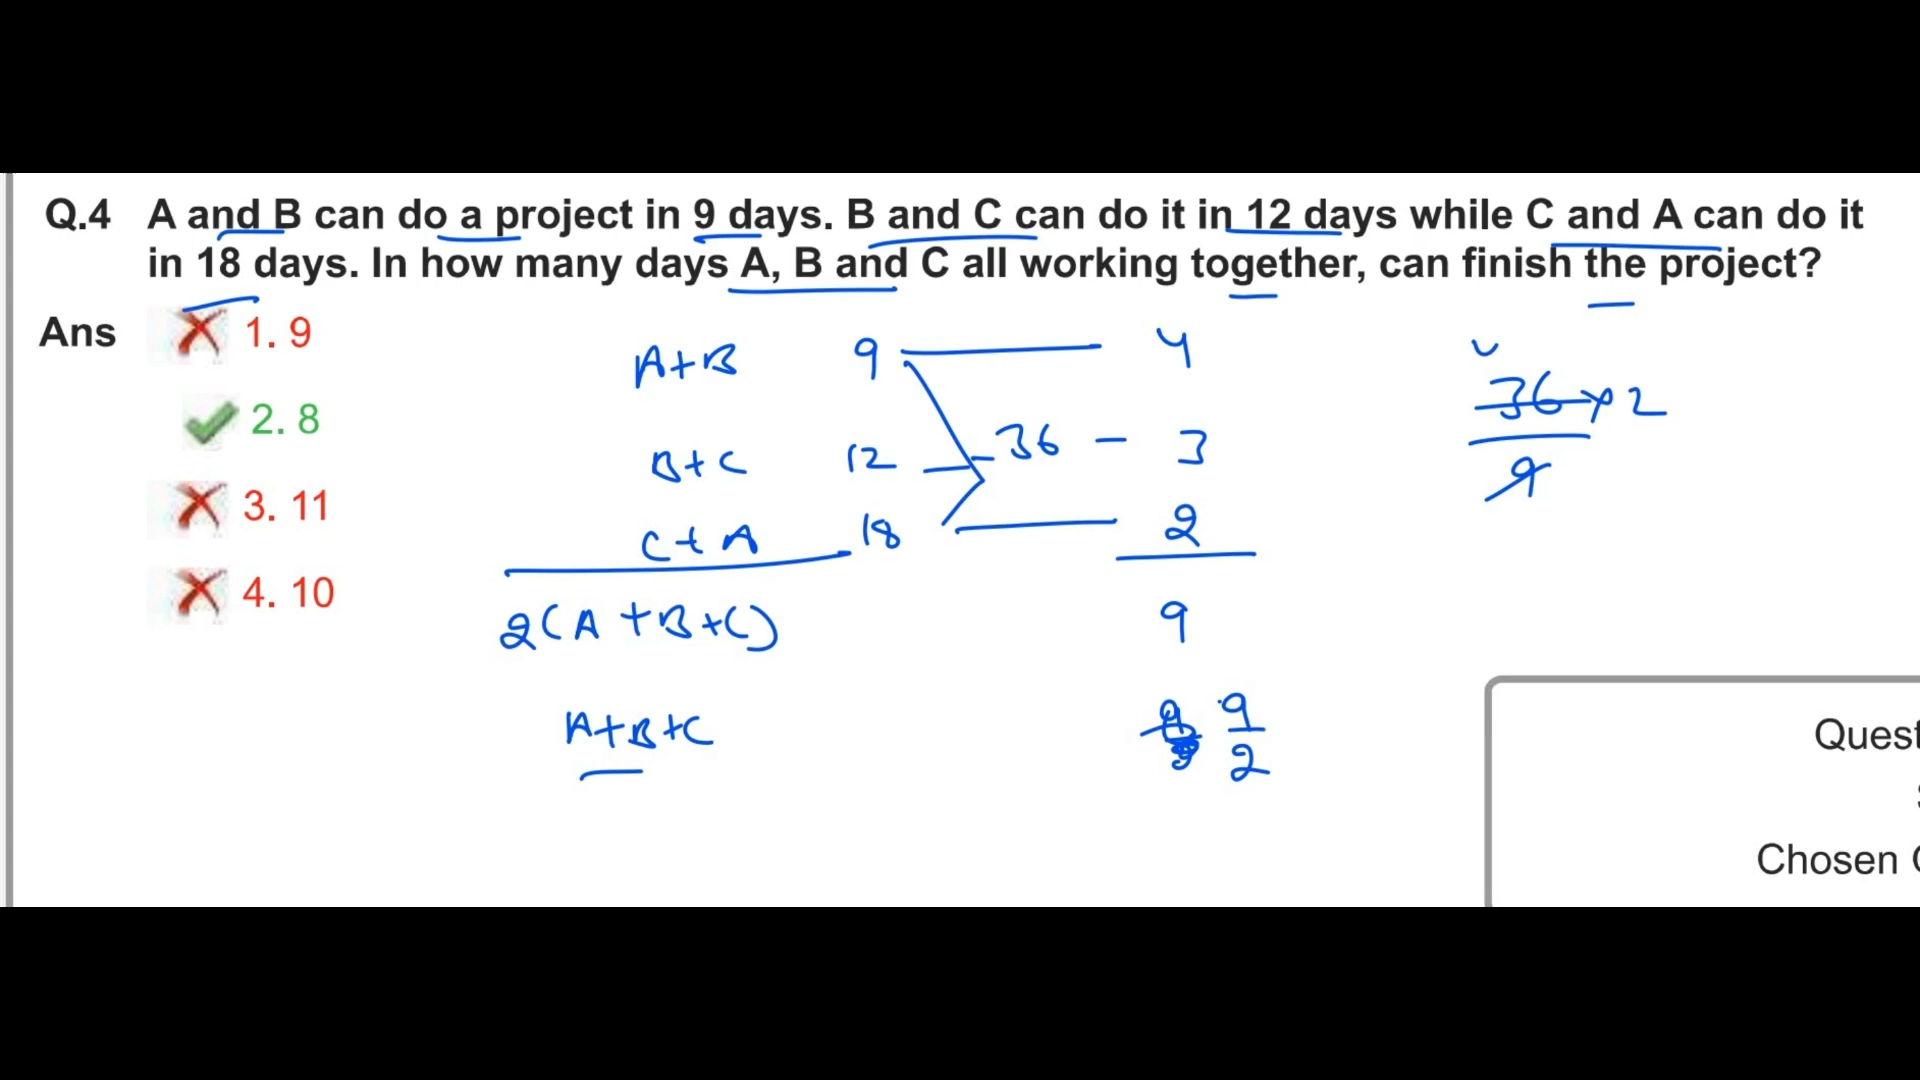 Q.4 A and B can do a project in 9 days. B and C can do it in 12 days while C and A can do it
in 18 days. In how many days A, B and C all working together, can finish the project?
Ans 1. 9
2. 8
3. 11
4. 10
A+B 9 4
B+C 12 36 - 3
C+A 18 2
2(A+B+C) 9
A+B+C 9/2
36×2
9
Quest
Chosen